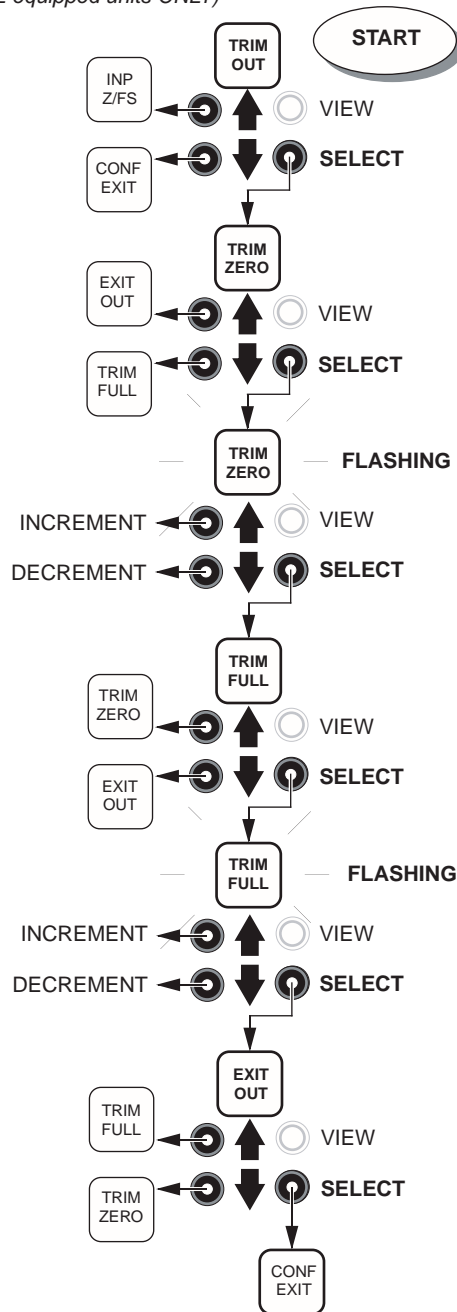 equipped units ONLY)
START
TRIM
OUT
INP
Z/FS
VIEW
CONF
EXIT
SELECT
TRIM
ZERO
EXIT
OUT
VIEW
TRIM
FULL
SELECT
TRIM
ZERO
FLASHING
INCREMENT
VIEW
DECREMENT
SELECT
TRIM
FULL
TRIM
ZERO
VIEW
EXIT
OUT
SELECT
TRIM
FULL
FLASHING
INCREMENT
VIEW
DECREMENT
SELECT
EXIT
OUT
TRIM
FULL
VIEW
TRIM
ZERO
SELECT
CONF
EXIT